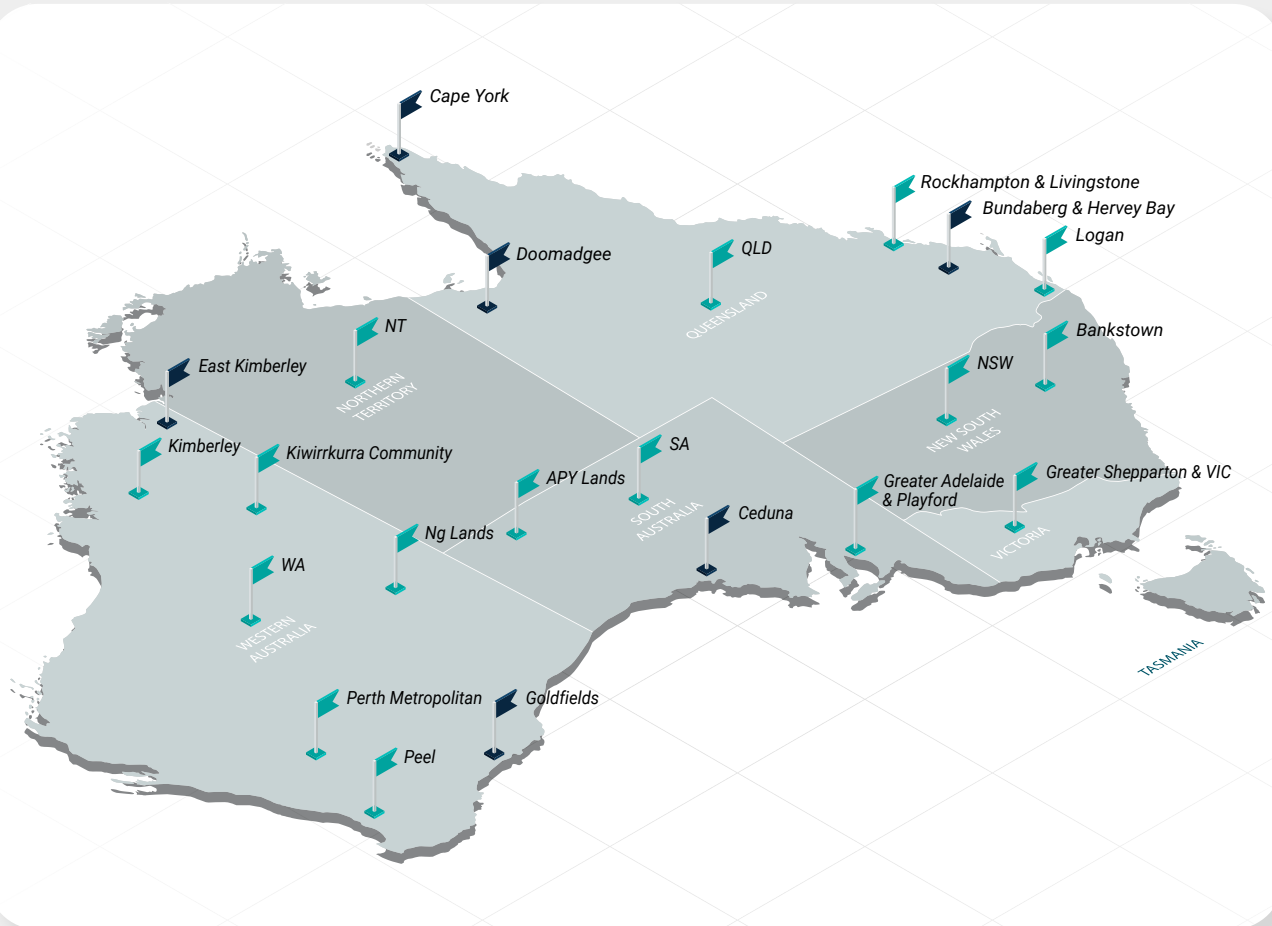 Cape York
Rockhampton & Livingstone
Bundaberg & Hervey Bay
Logan
QLD
Doomadgee
QUEENSLAND
NT
Bankstown
East Kimberley
NSW
NORTHERN
TERRITORY
NEW SOUTH
WALES
Kimberley
Kiwirrkurra Community
SA
APY Lands
Greater Adelaide
& Playford
Greater Shepparton & VIC
SOUTH
AUSTRALIA
Ceduna
Ng Lands
VICTORIA
WA
WESTERN
AUSTRALIA
TASMANIA
Perth Metropolitan
Goldfields
Peel